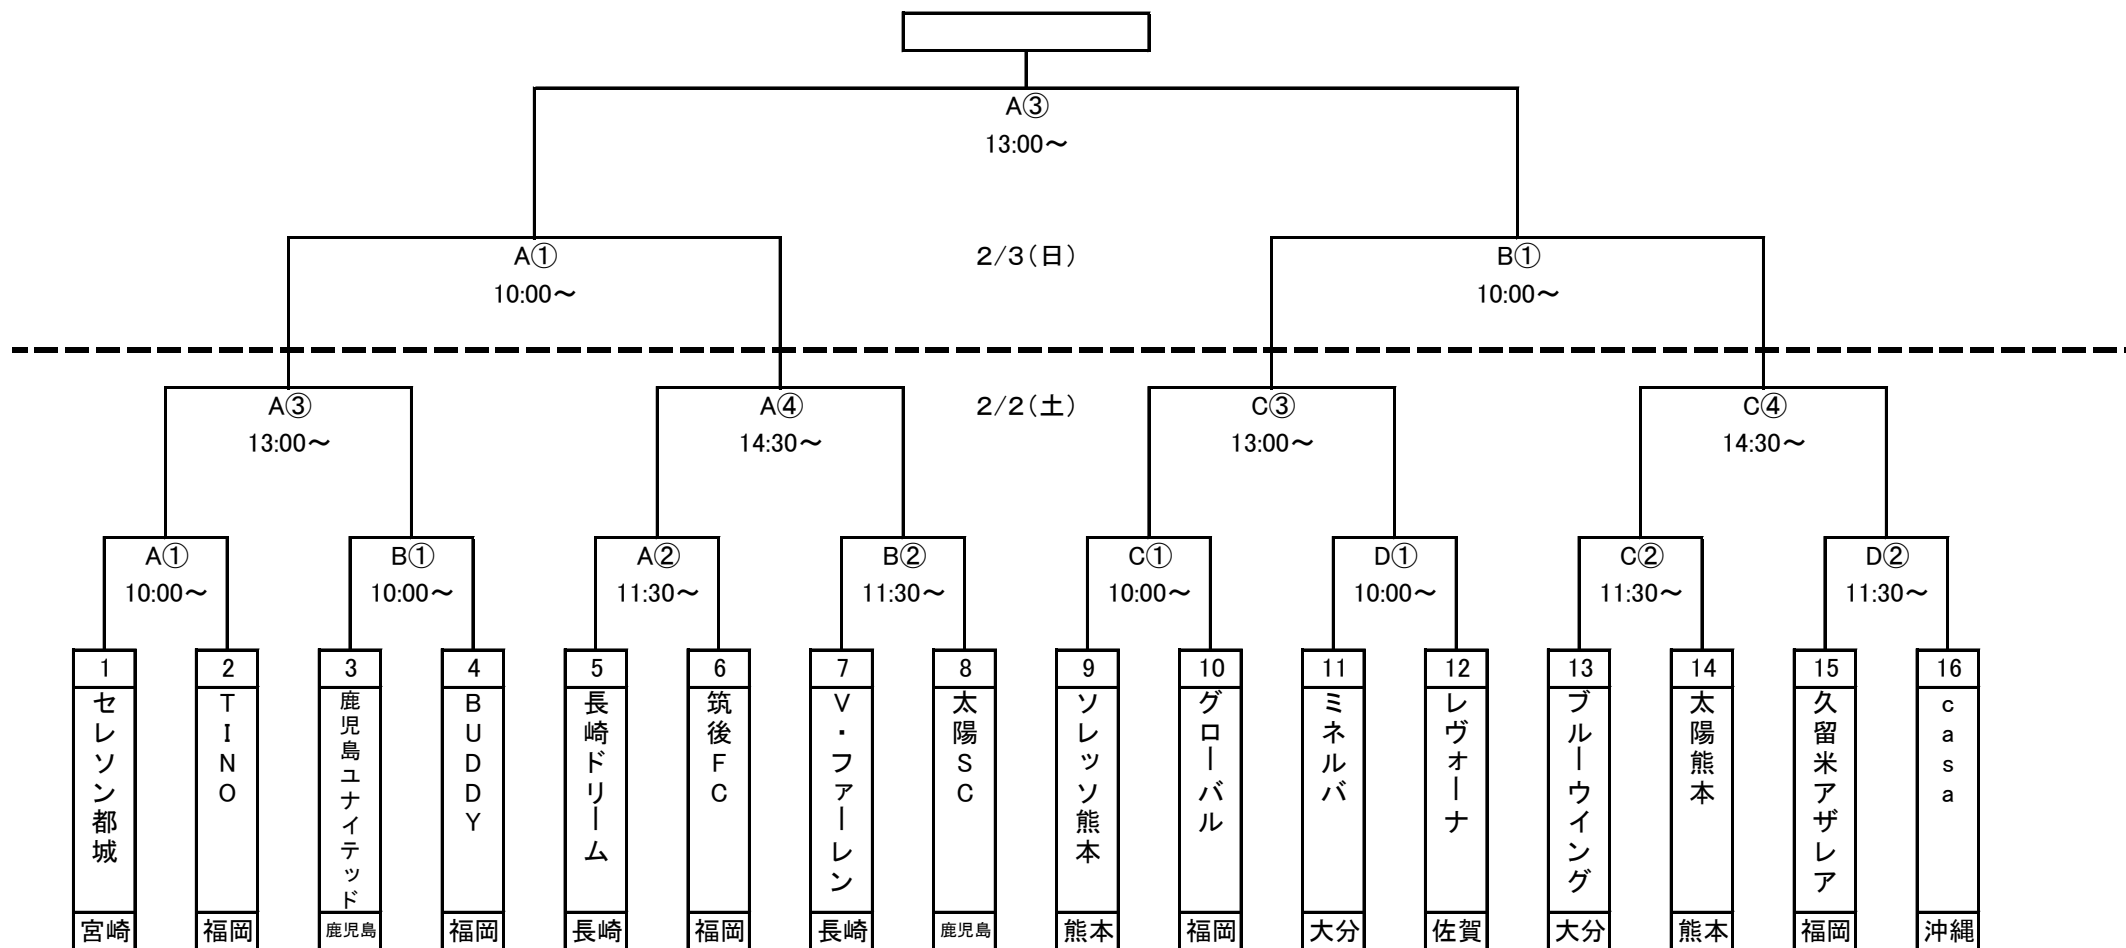 A③
13:00～
A①
2/3(日)
B①
10:00～
10:00～
A③
A④
2/2(土)
C③
C④
13:00～
14:30～
13:00～
14:30～
A①
B①
A②
B②
C①
D①
C②
D②
10:00～
10:00～
11:30～
11:30～
10:00～
10:00～
11:30～
11:30～
1
2
3
4
5
6
7
8
9
10
11
12
13
14
15
16
セレソン都城
TINO
鹿児島ユナイテッド
BUDDY
長崎ドリーム
筑後FC
V・ファーレン
太陽SC
ソレッソ熊本
グローバル
ミネルバ
レヴォーナ
ブルーウイング
太陽熊本
久留米アザレア
casa
宮崎
福岡
鹿児島
福岡
長崎
福岡
長崎
鹿児島
熊本
福岡
大分
佐賀
大分
熊本
福岡
沖縄